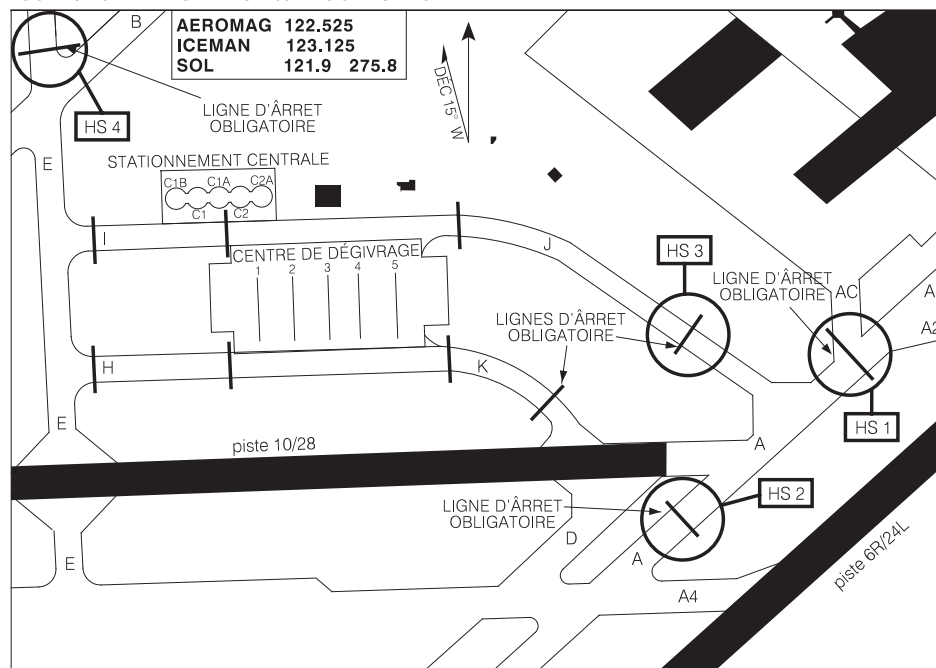 B
AEROMAG 122.525
ICEMAN 123.125
SOL 121.9 275.8
DÉC 15° W
LIGNE D'ÂRRET
OBLIGATOIRE
HS 4
E
STATIONNEMENT CENTRALE
C1B C1A C2A
C1 C2
I
CENTRE DE DÉGIVRAGE
1 2 3 4 5
J
HS 3
LIGNE D'ÂRRET
OBLIGATOIRE
AC
A
A2
LIGNES D'ÂRRET
OBLIGATOIRE
H
K
HS 1
E
piste 10/28
A
HS 2
LIGNE D'ÂRRET
OBLIGATOIRE
D
A
E
A4
piste 6R/24L